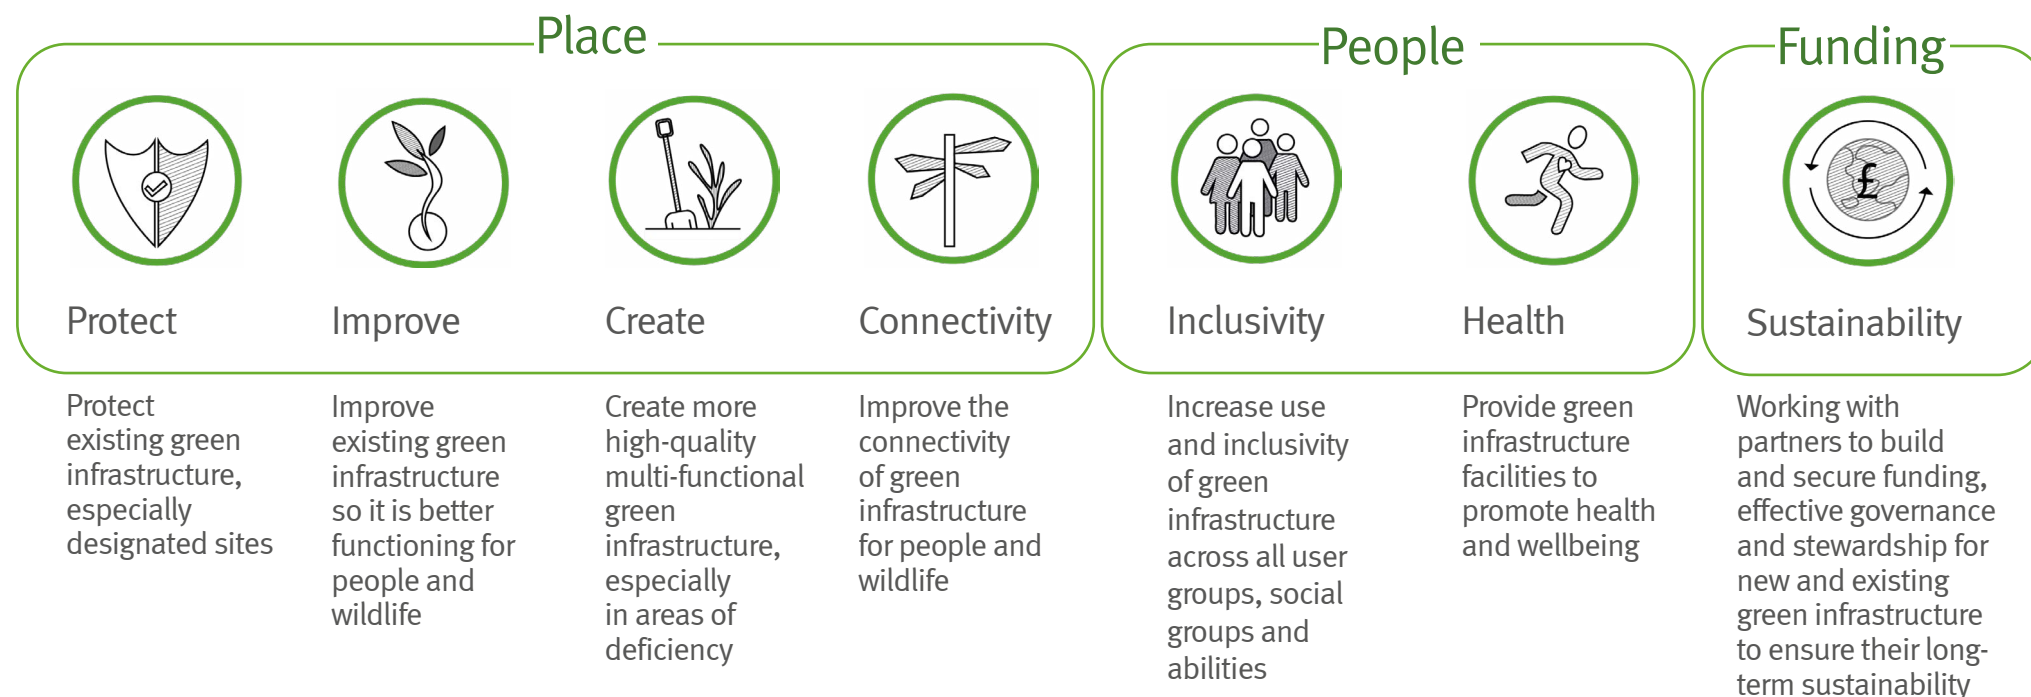 Place
Protect
Improve
Create
Connectivity
Protect
existing green
infrastructure,
especially
designated sites
Improve
existing green
infrastructure
so it is better
functioning for
people and
wildlife
Create more
high-quality
multi-functional
green
infrastructure,
especially
in areas of
deficiency
Improve the
connectivity
of green
infrastructure
for people and
wildlife
People
Inclusivity
Health
Increase use
and inclusivity
of green
infrastructure
across all user
groups, social
groups and
abilities
Provide green
infrastructure
facilities to
promote health
and wellbeing
Funding
£
Sustainability
Working with
partners to build
and secure funding,
effective governance
and stewardship for
new and existing
green infrastructure
to ensure their long-
term sustainability